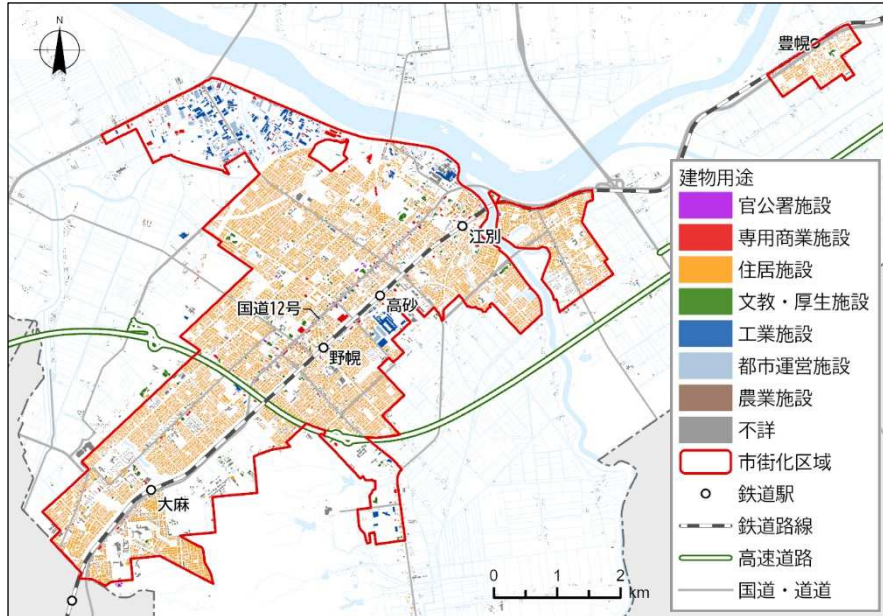 N
豊幌
江別
高砂
国道12号
野幌
大麻
0 1 2
km
建物用途
官公署施設
専用商業施設
住居施設
文教・厚生施設
工業施設
都市運営施設
農業施設
不詳
市街化区域
鉄道駅
鉄道路線
高速道路
国道・道道